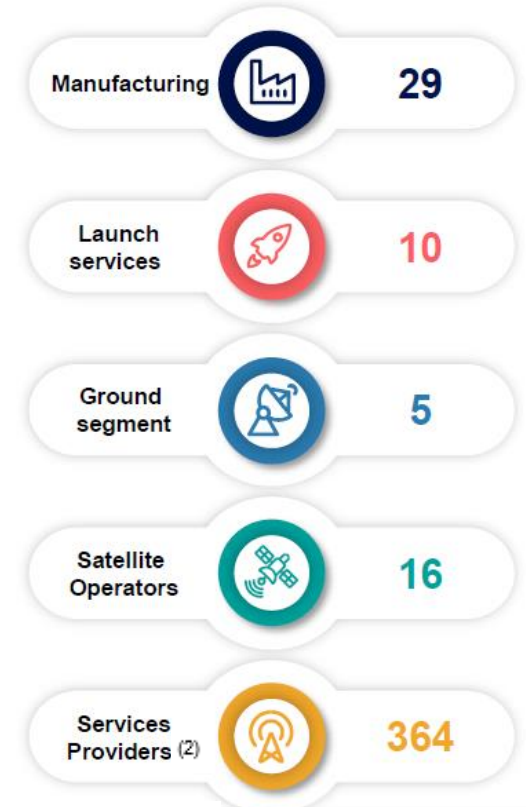 Manufacturing 29
Launch
services
10
Ground
segment
5
Satellite
Operators
16
Services
Providers (2)
364